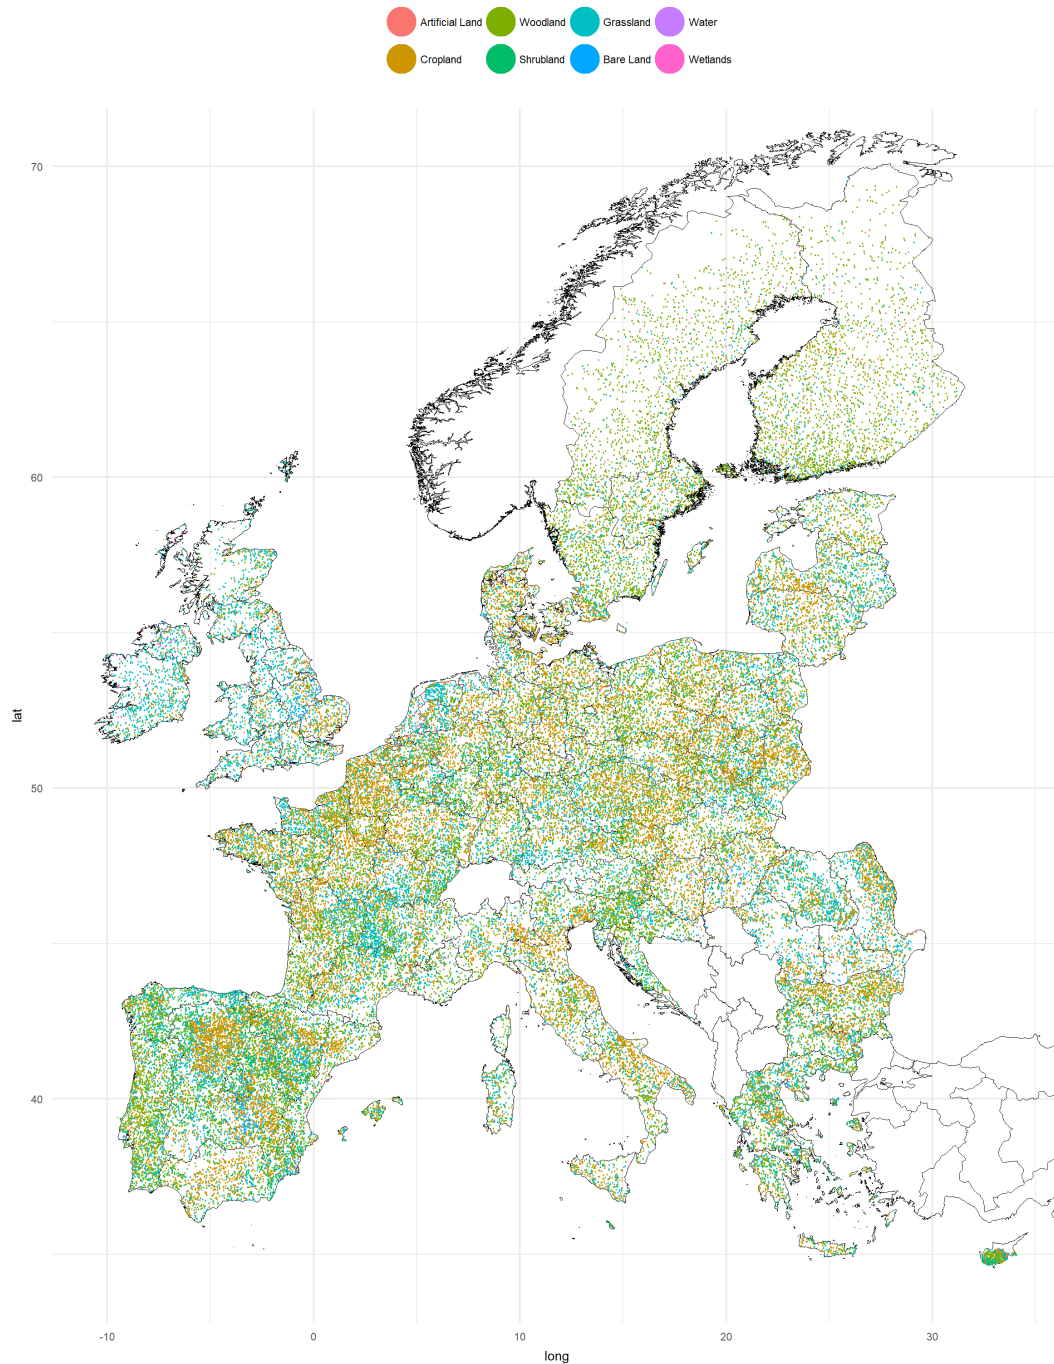 Artificial Land Woodland Grassland Water
Cropland Shrubland Bare Land Wetlands
70
60
lat
50
40
-10 0 10 20 30
long